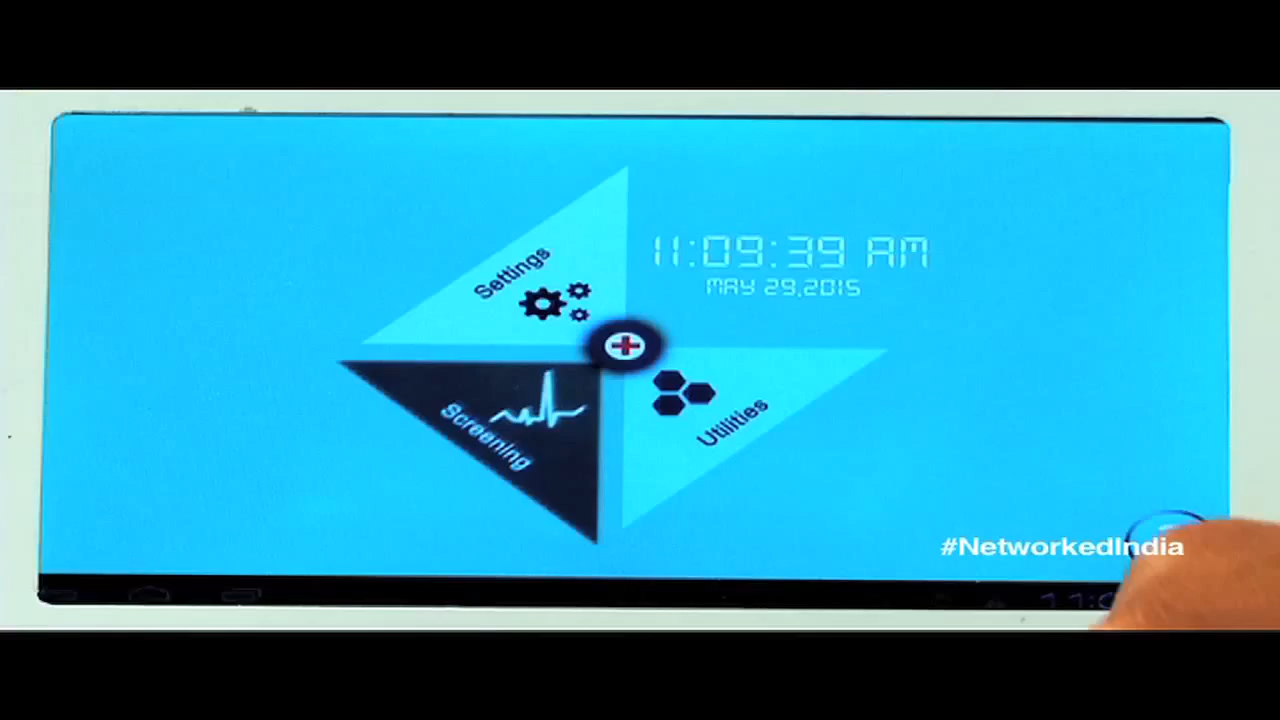 Settings
11:09:39 AM
MAY 29,2015
Screening
Utilities
#NetworkedIndia